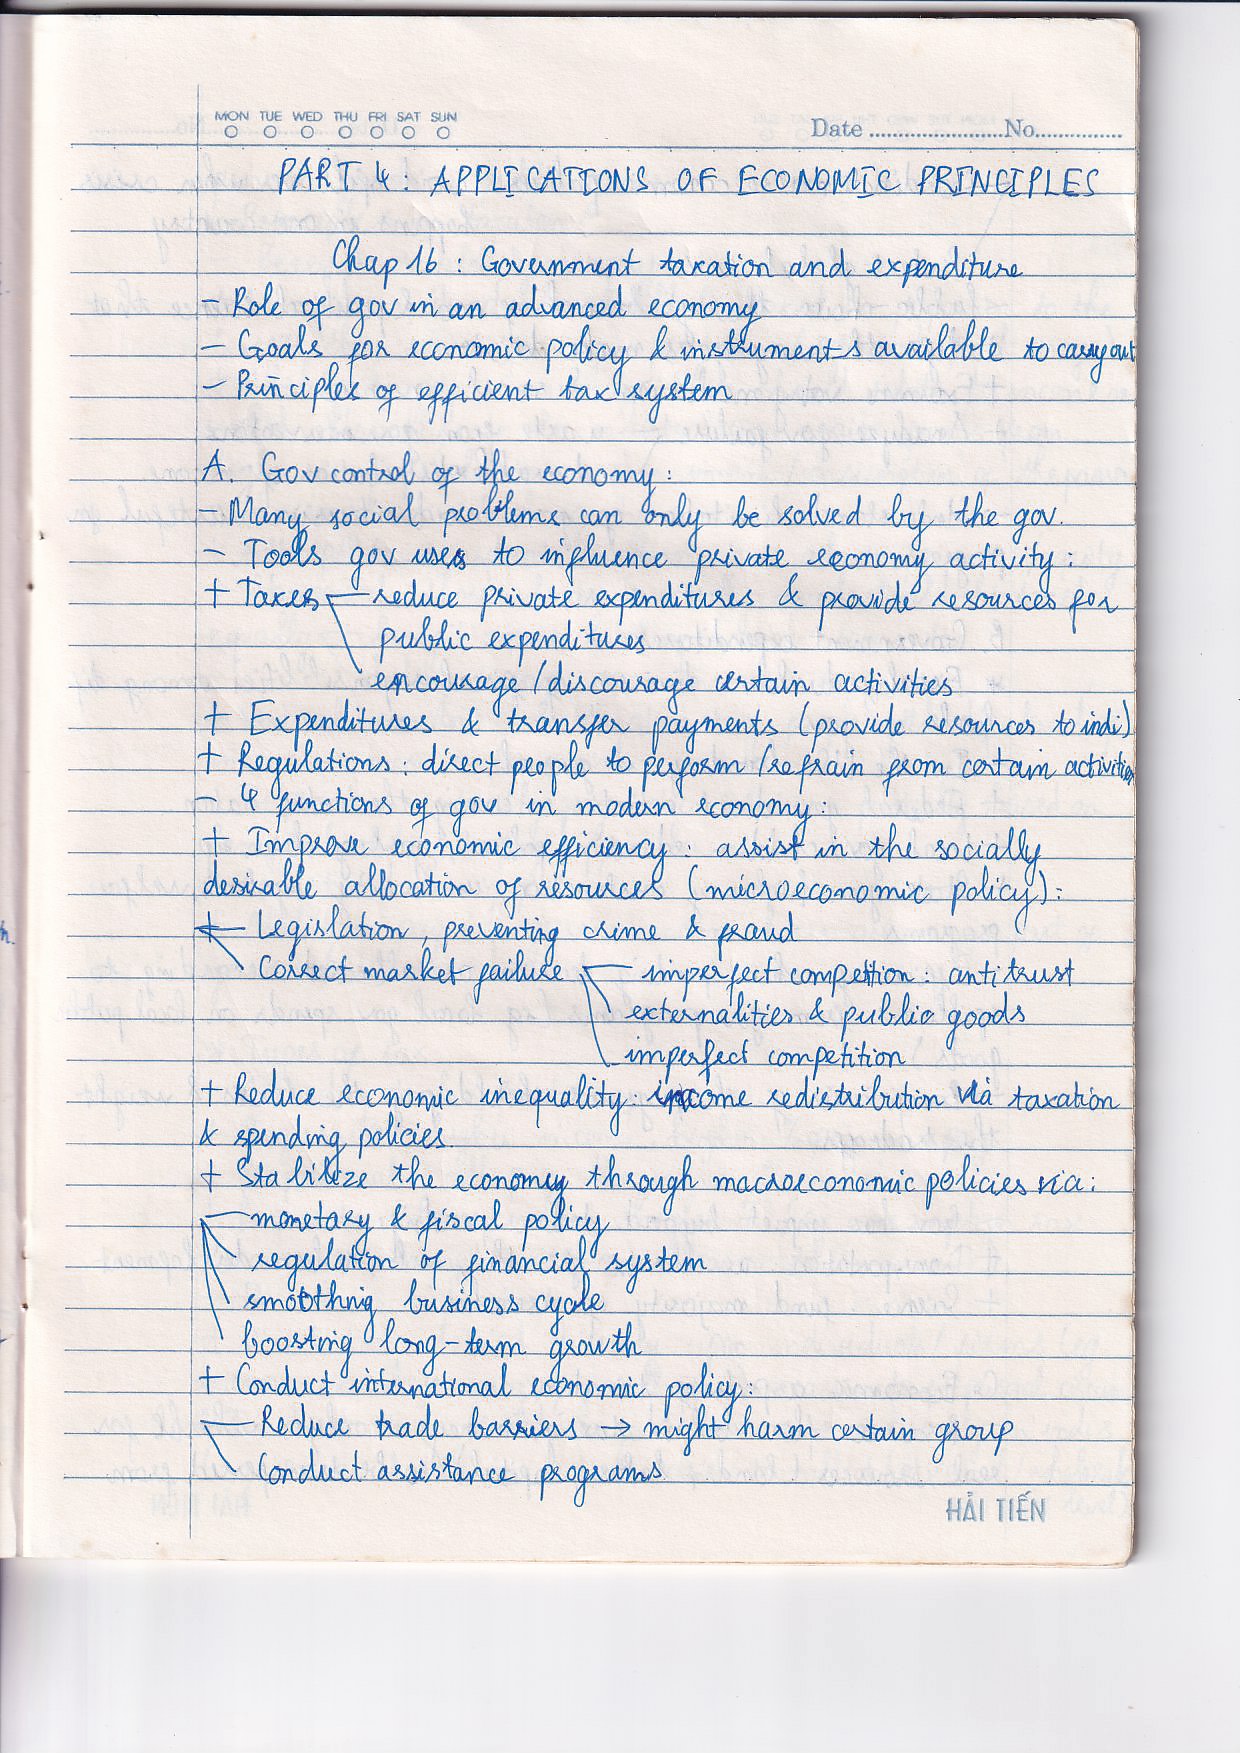 MON TUE WED THU FRI SAT SUN
Date ........................No................
PART 4 : APPLICATIONS OF ECONOMIC PRINCIPLES
Chap 16 : Government taxation and expenditure
- Role of gov in an advanced economy
- Goals for economic policy & instruments available to carry out
- Principles of efficient tax system
A. Gov control of the economy :
- Many social problems can only be solved by the gov.
- Tools gov uses to influence private economy activity :
+ Taxes reduce private expenditures & provide resources for
public expenditures
encourage / discourage certain activities
+ Expenditures & transfer payments (provide resources to indi)
+ Regulations : direct people to perform / refrain from certain activities
- 4 functions of gov in modern economy :
+ Improve economic efficiency : assist in the socially
desirable allocation of resources (microeconomic policy) :
Legislation, preventing crime & fraud
Correct market failure imperfect competion : antitrust
externalities & public goods
imperfect competition
+ Reduce economic inequality : income redistribution via taxation
& spending policies.
+ Stabilize the economy through macroeconomic policies via :
monetary & fiscal policy
regulation of financial system
smoothing business cycle
boosting long-term growth
+ Conduct international economic policy :
Reduce trade barriers → might harm certain group
Conduct assistance programs
HẢI TIẾN